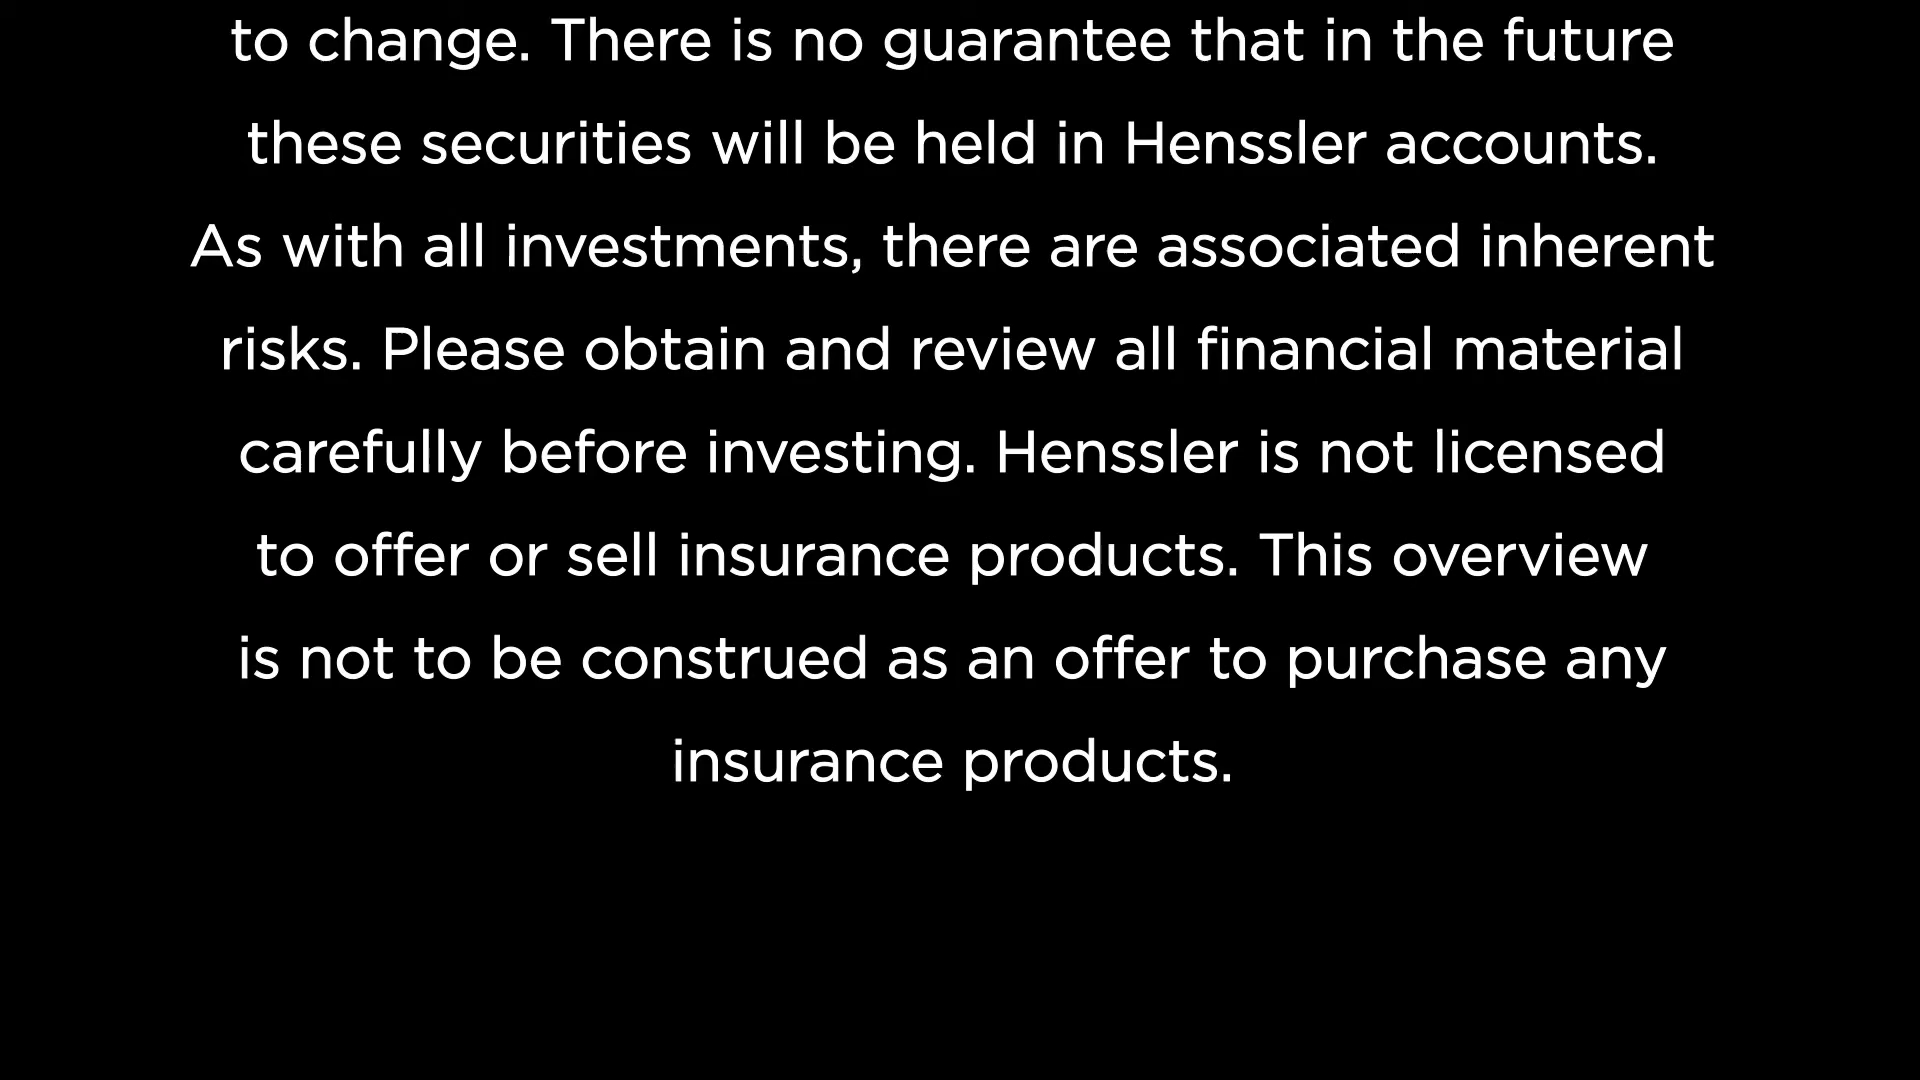 to change. There is no guarantee that in the future
these securities will be held in Henssler accounts.
As with all investments, there are associated inherent
risks. Please obtain and review all financial material
carefully before investing. Henssler is not licensed
to offer or sell insurance products. This overview
is not to be construed as an offer to purchase any
insurance products.